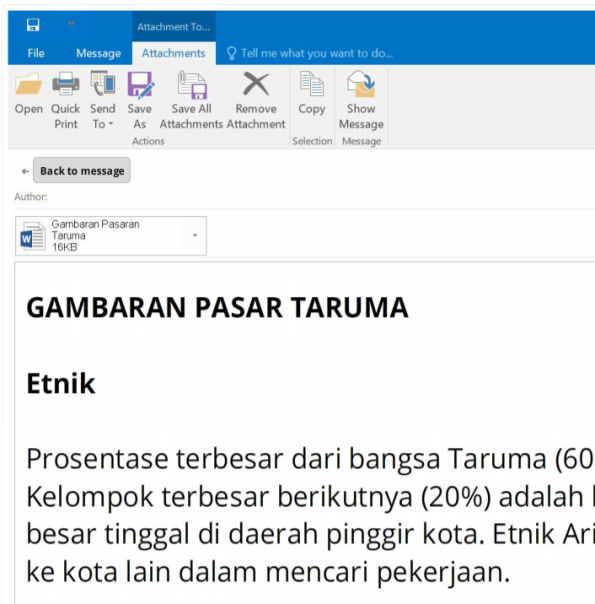 Attachment To...
File Message Attachments Tell me what you want to do...
Open Quick Print Send To Save As Save All Attachments Remove Attachment Copy Show Message
Actions Selection Message
Back to message
Author:
Gambaran Pasaran
Taruma
16KB
GAMBARAN PASAR TARUMA
Etnik
Prosentase terbesar dari bangsa Taruma (60
Kelompok terbesar berikutnya (20%) adalah
besar tinggal di daerah pinggir kota. Etnik Ari
ke kota lain dalam mencari pekerjaan.